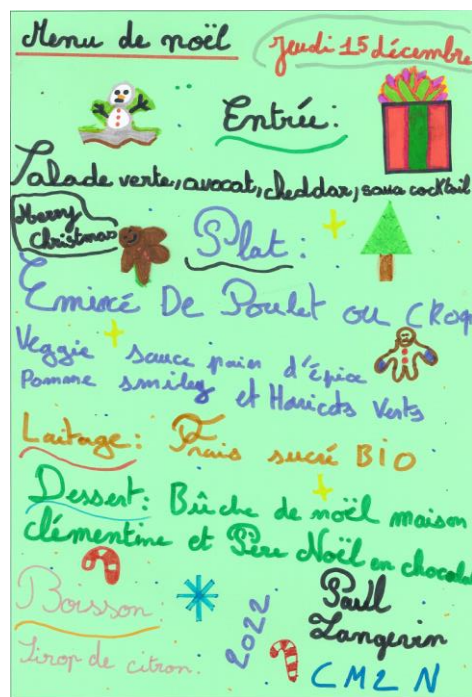 Menu de noël
Jeudi 15 décembre
Entrée:
Salade verte, avocat, cheddar, saua cocktail
Merry
Christmas
Plat:
Emincé De Poulet ou CROq
Veggie sauce pain d'épice
Pomme smiley et Haricots Verts
Laitage: Frais sucré BIO
Dessert: Bûche de noël maison
clémentine et Père Noël en chocolat
Boisson
Sirop de citron.
2022
Paul
Langevin
CM2 N